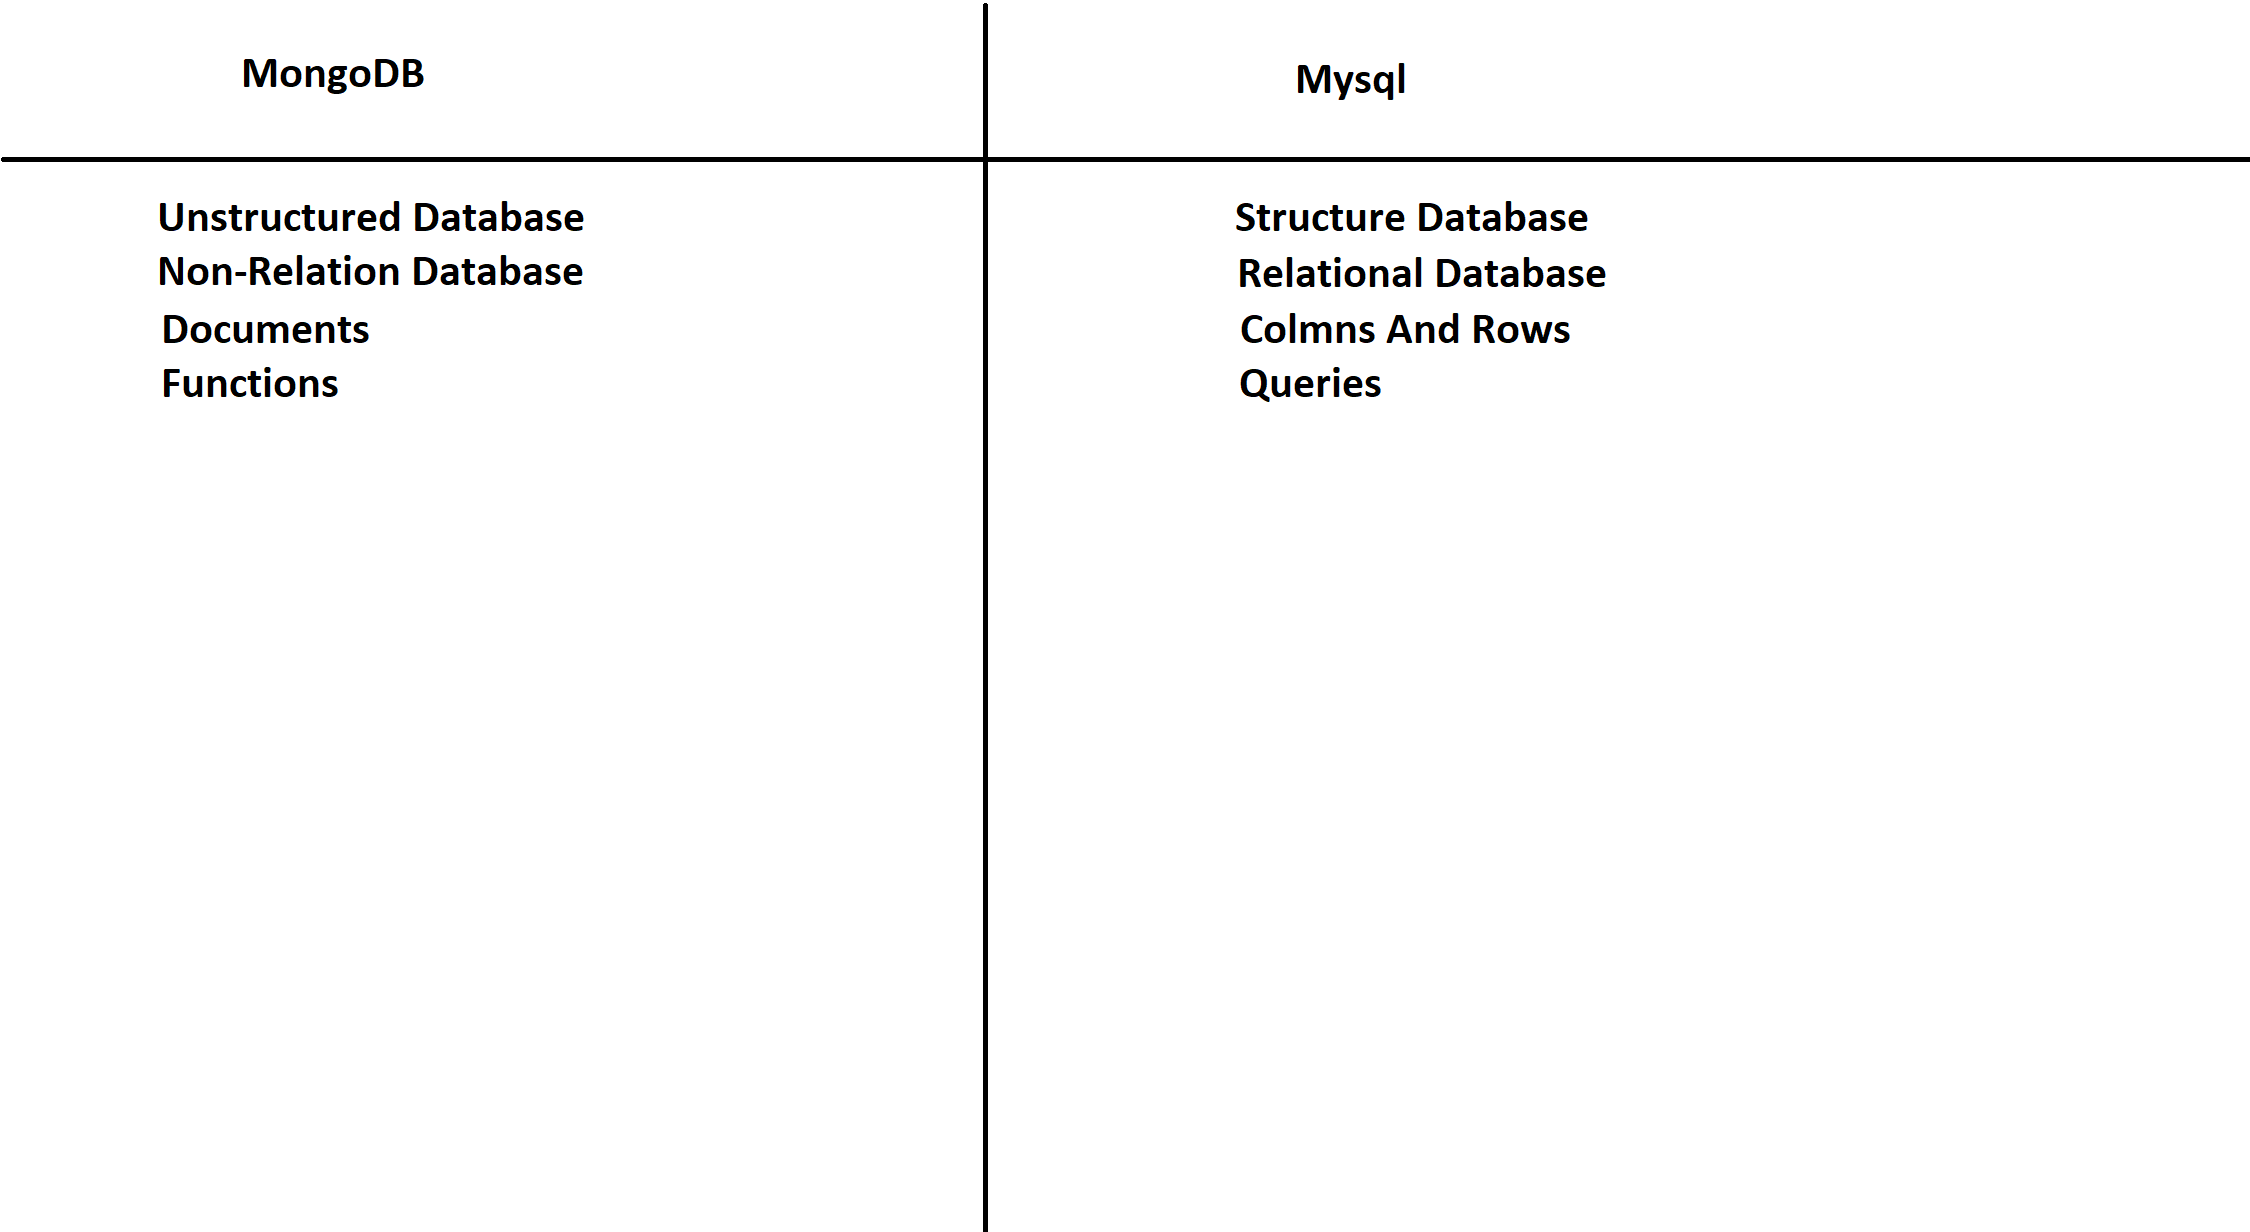 MongoDB
Mysql
Unstructured Database
Structure Database
Non-Relation Database
Relational Database
Documents
Colmns And Rows
Functions
Queries